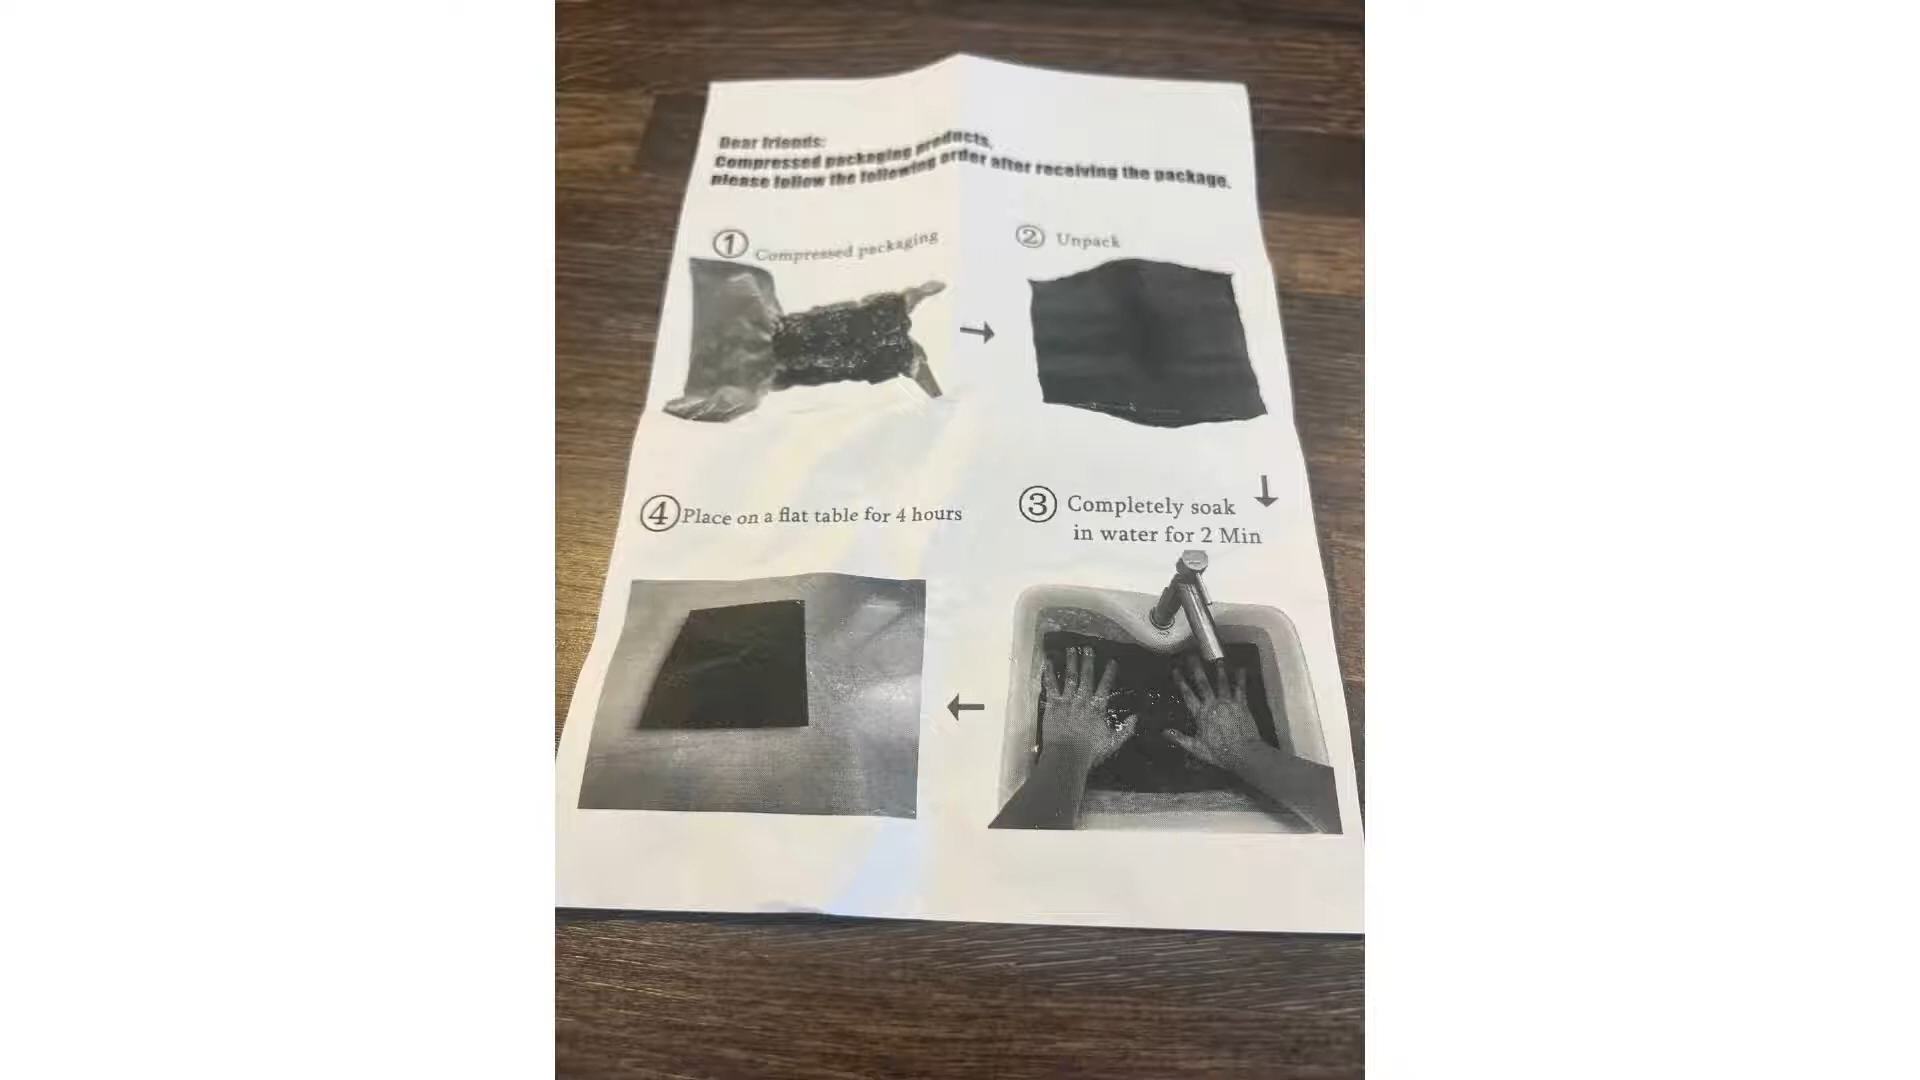 Dear friends:
Compressed packaging products,
please follow the following order after receiving the package.
① Compressed packaging
② Unpack
③ Completely soak
in water for 2 Min
④ Place on a flat table for 4 hours